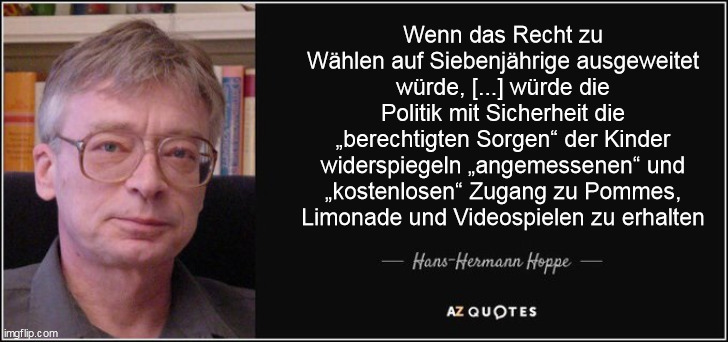 Wenn das Recht zu
Wählen auf Siebenjährige ausgeweitet
würde, [...] würde die
Politik mit Sicherheit die
„berechtigten Sorgen“ der Kinder
widerspiegeln „angemessenen“ und
„kostenlosen“ Zugang zu Pommes,
Limonade und Videospielen zu erhalten
— Hans-Hermann Hoppe —
AZ QUOTES
imgflip.com